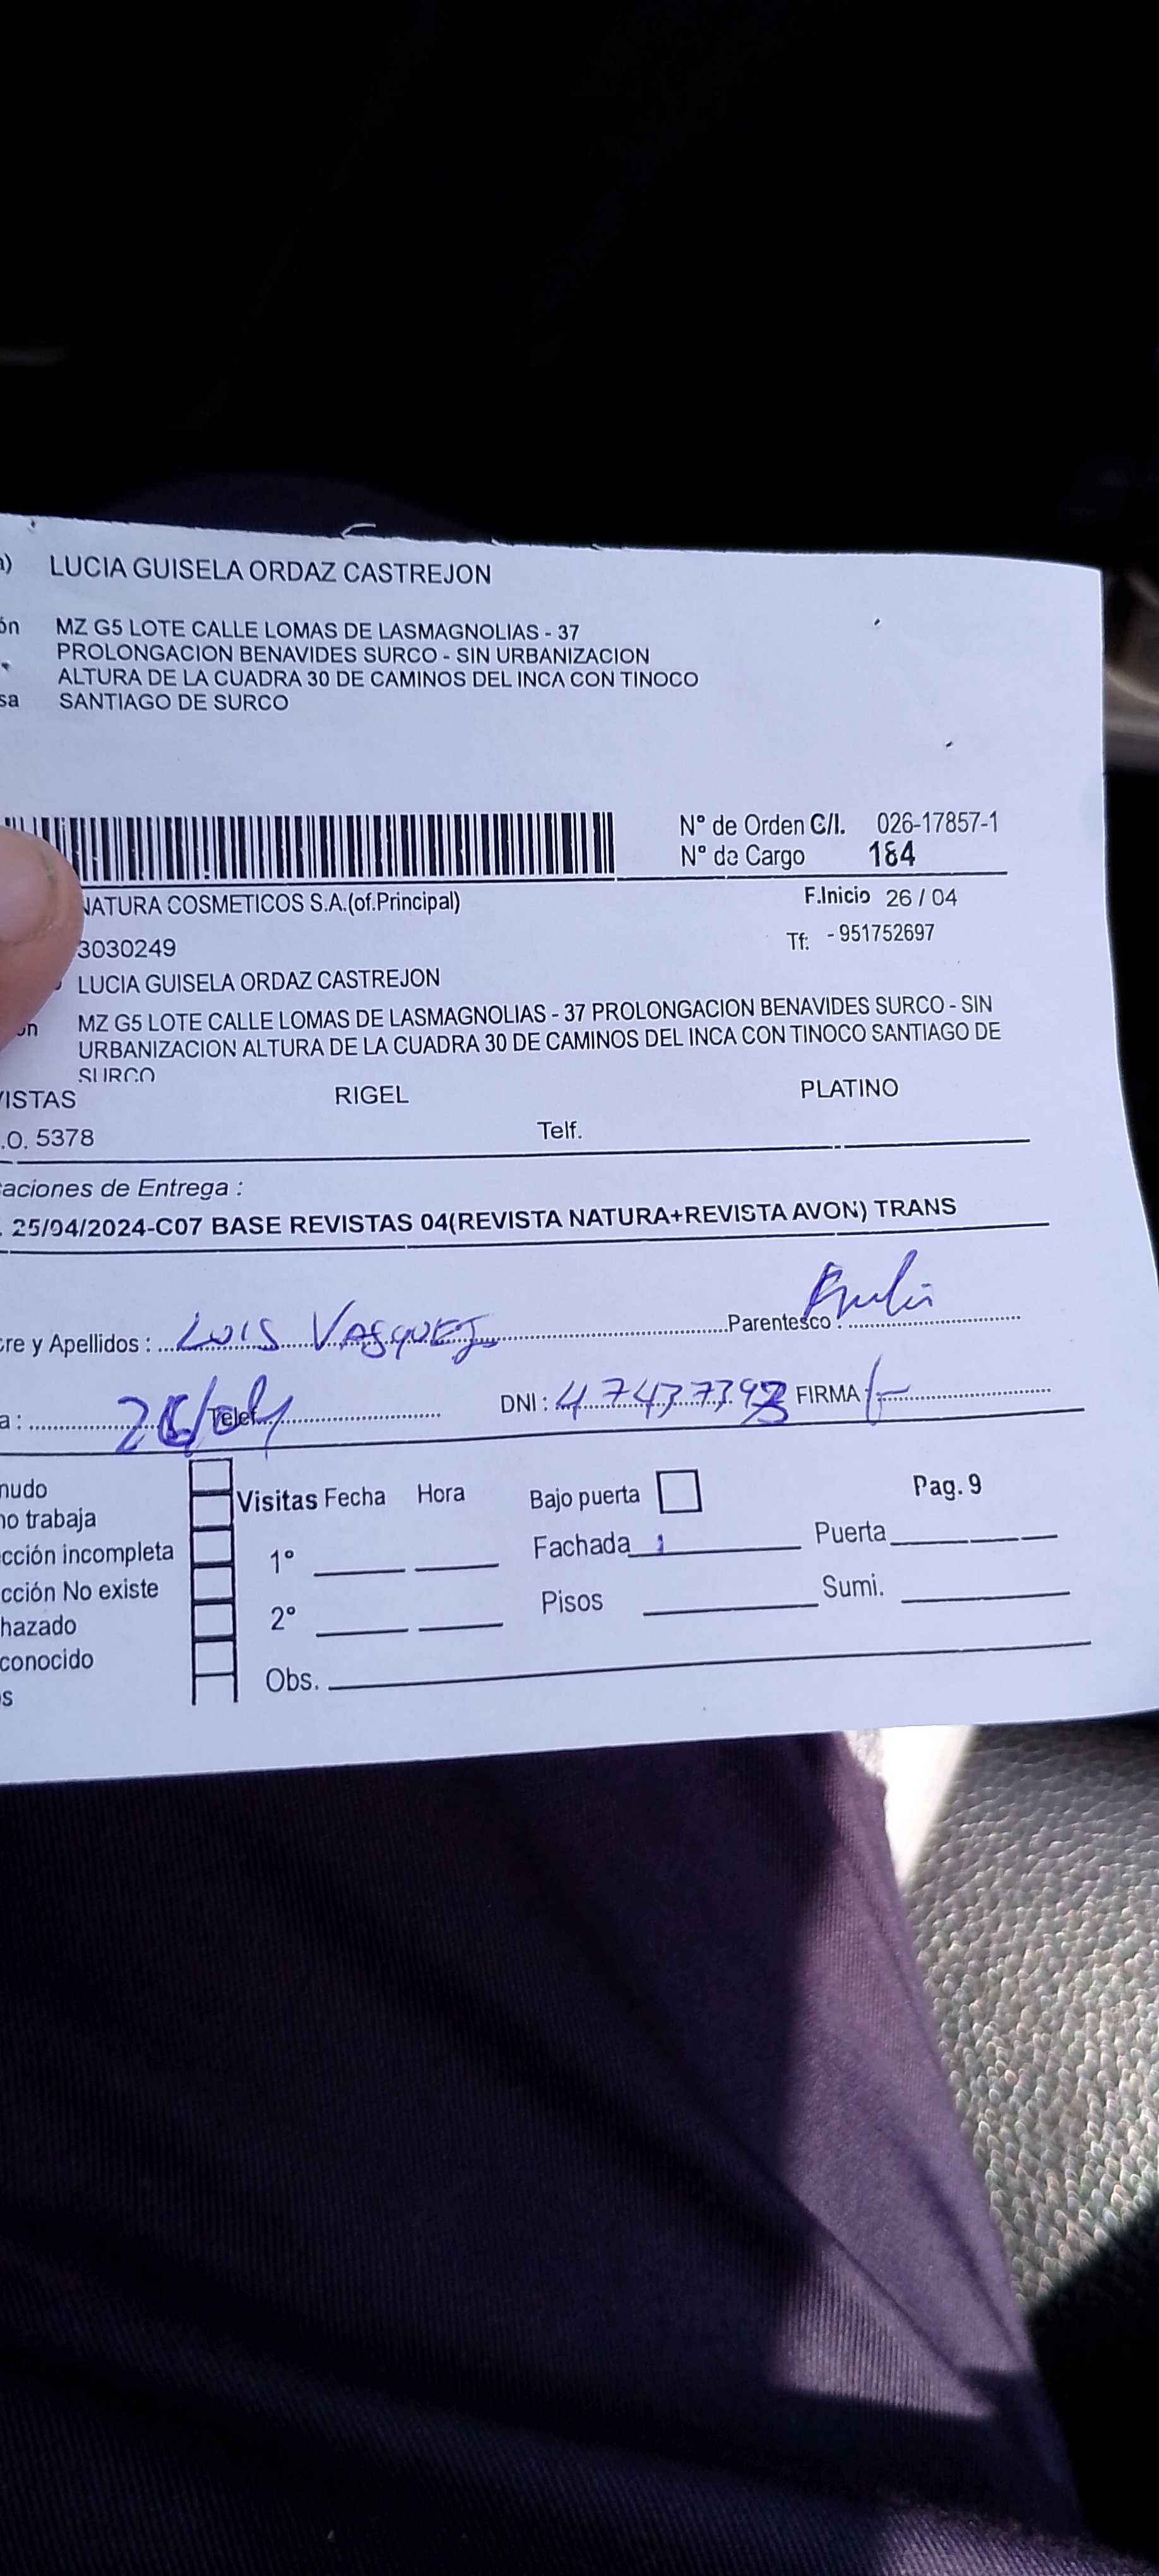 ) LUCIA GUISELA ORDAZ CASTREJON
ón MZ G5 LOTE CALLE LOMAS DE LASMAGNOLIAS - 37
PROLONGACION BENAVIDES SURCO - SIN URBANIZACION
ALTURA DE LA CUADRA 30 DE CAMINOS DEL INCA CON TINOCO
sa SANTIAGO DE SURCO
N° de Orden C/I. 026-17857-1
N° de Cargo 184
NATURA COSMETICOS S.A.(of.Principal) F.Inicio 26 / 04
3030249 Tf: - 951752697
LUCIA GUISELA ORDAZ CASTREJON
ón MZ G5 LOTE CALLE LOMAS DE LASMAGNOLIAS - 37 PROLONGACION BENAVIDES SURCO - SIN
URBANIZACION ALTURA DE LA CUADRA 30 DE CAMINOS DEL INCA CON TINOCO SANTIAGO DE
SURCO
VISTAS RIGEL PLATINO
.O. 5378 Telf.
aciones de Entrega :
. 25/04/2024-C07 BASE REVISTAS 04(REVISTA NATURA+REVISTA AVON) TRANS
re y Apellidos : LUIS VASQUEZ Parentesco :
a : Telef. DNI : FIRMA
nudo
no trabaja
cción incompleta
cción No existe
hazado
conocido
s
Visitas Fecha Hora Bajo puerta Pag. 9
1° Fachada Puerta
2° Pisos Sumi.
Obs.